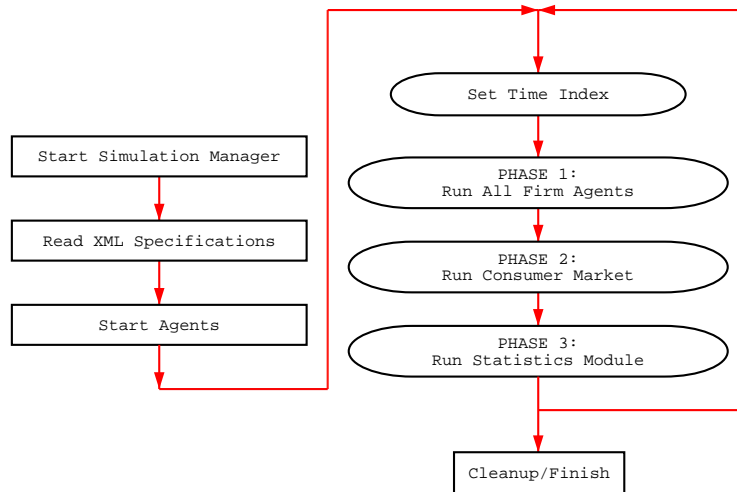 Start Simulation Manager
Read XML Specifications
Start Agents
Set Time Index
PHASE 1:
Run All Firm Agents
PHASE 2:
Run Consumer Market
PHASE 3:
Run Statistics Module
Cleanup/Finish